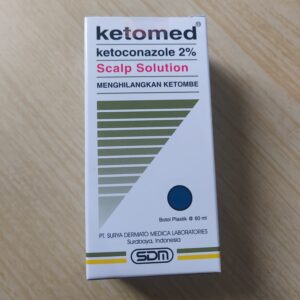 ketomed®
ketoconazole 2%
Scalp Solution
MENGHILANGKAN KETOMBE
Botol Plastik @ 60 ml
PT. SURYA DERMATO MEDICA LABORATORIES
Surabaya, Indonesia
SDM